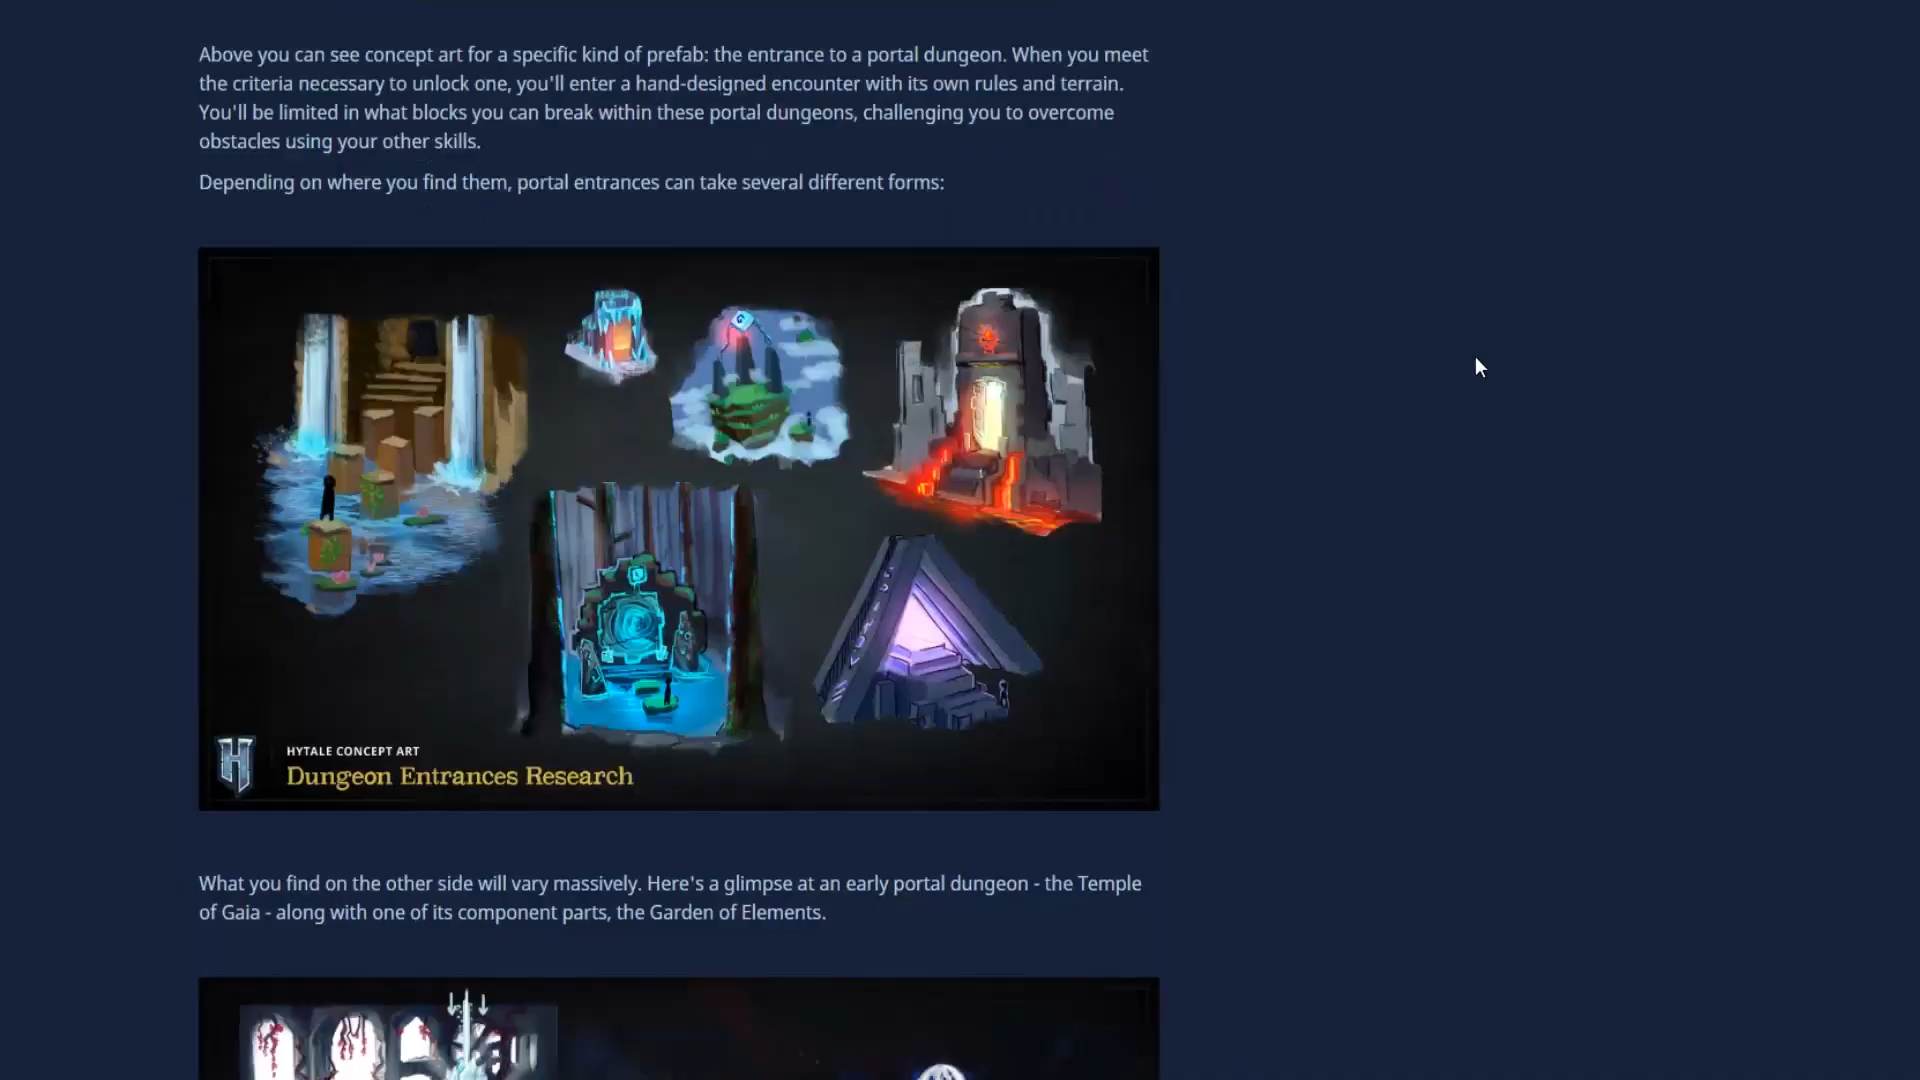 Above you can see concept art for a specific kind of prefab: the entrance to a portal dungeon. When you meet
the criteria necessary to unlock one, you'll enter a hand-designed encounter with its own rules and terrain.
You'll be limited in what blocks you can break within these portal dungeons, challenging you to overcome
obstacles using your other skills.
Depending on where you find them, portal entrances can take several different forms:
H
HYTALE CONCEPT ART
Dungeon Entrances Research
What you find on the other side will vary massively. Here's a glimpse at an early portal dungeon - the Temple
of Gaia - along with one of its component parts, the Garden of Elements.